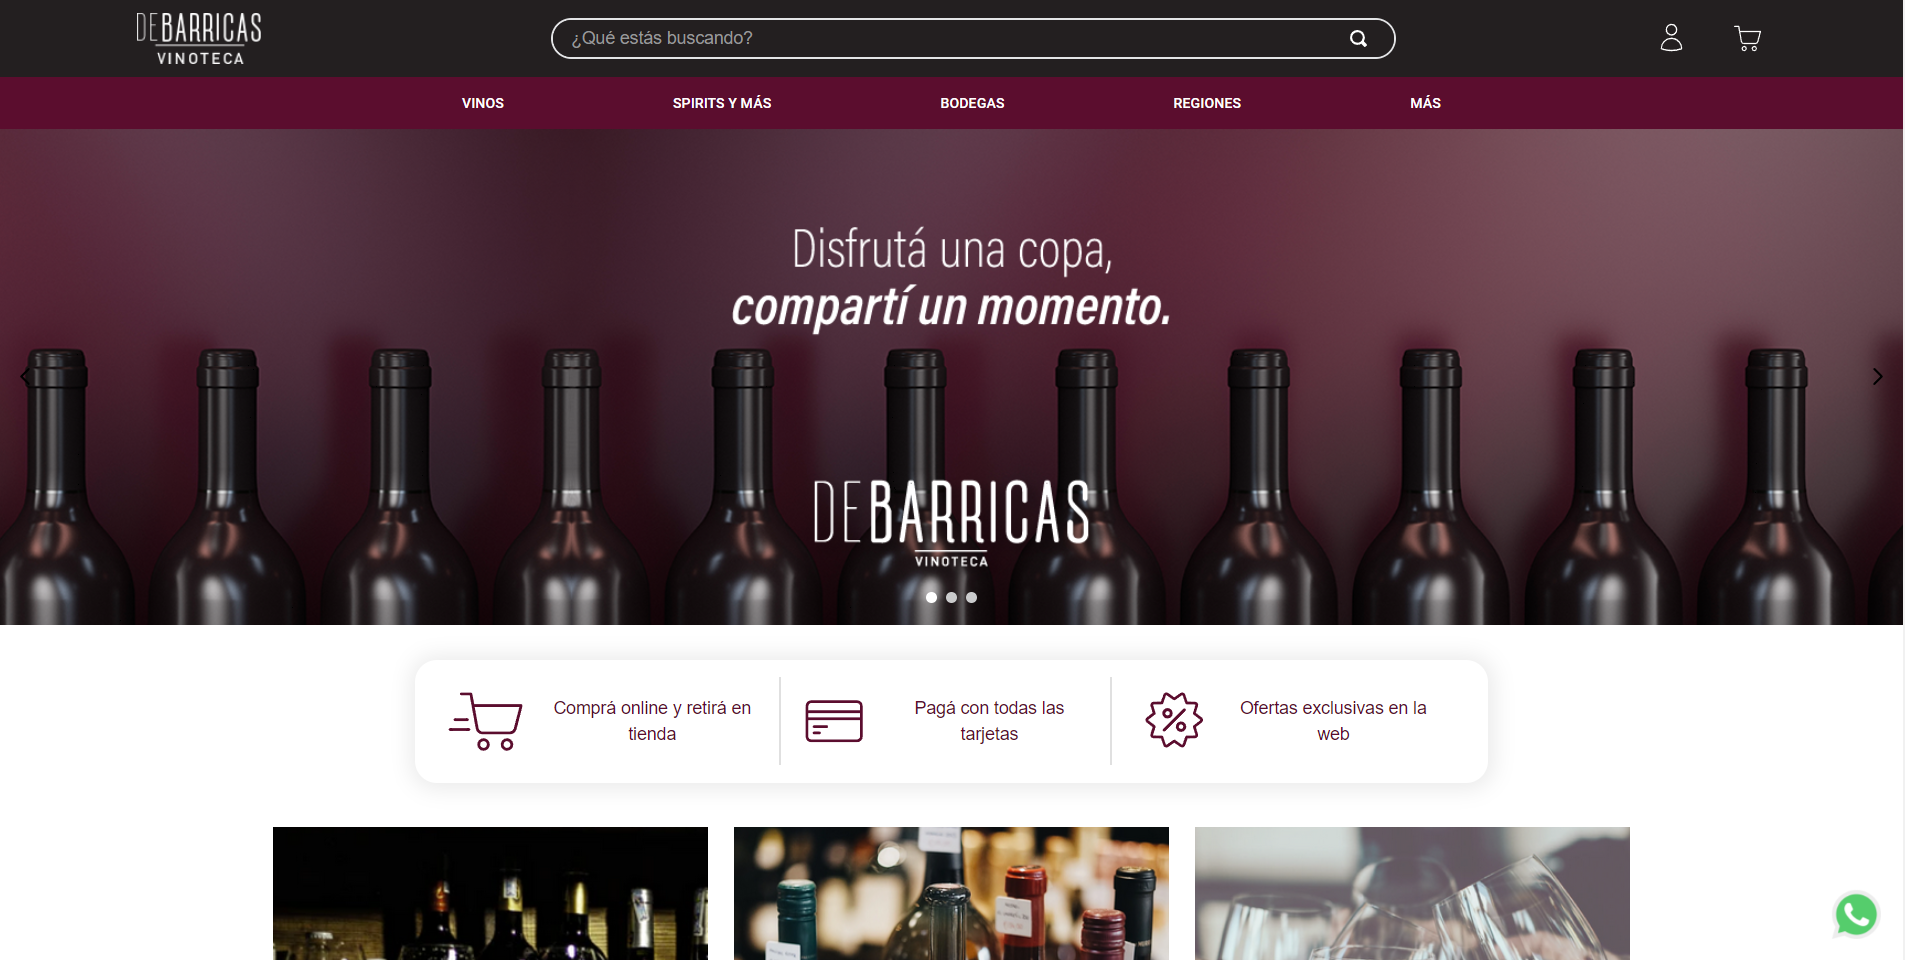 DEBARRICAS
VINOTECA
¿Qué estás buscando?
VINOS
SPIRITS Y MÁS
BODEGAS
REGIONES
MÁS
Disfrutá una copa,
compartí un momento.
DEBARRICAS
VINOTECA
Comprá online y retirá en
tienda
Pagá con todas las
tarjetas
Ofertas exclusivas en la
web